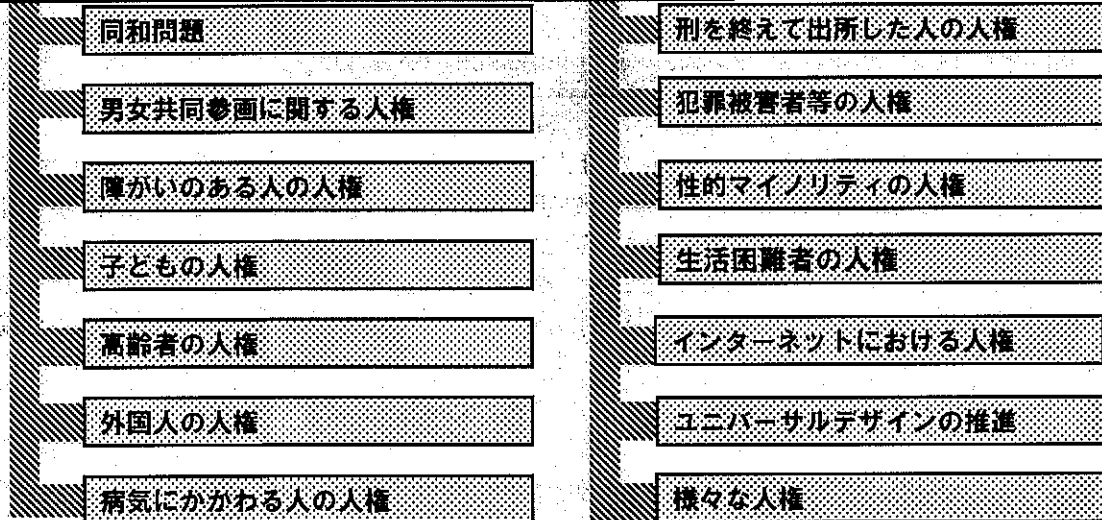 同和問題
男女共同参画に関する人権
障がいのある人の人権
子どもの人権
高齢者の人権
外国人の人権
病気にかかわる人の人権
刑を終えて出所した人の人権
犯罪被害者等の人権
性的マイノリティの人権
生活困難者の人権
インターネットにおける人権
ユニバーサルデザインの推進
様々な人権